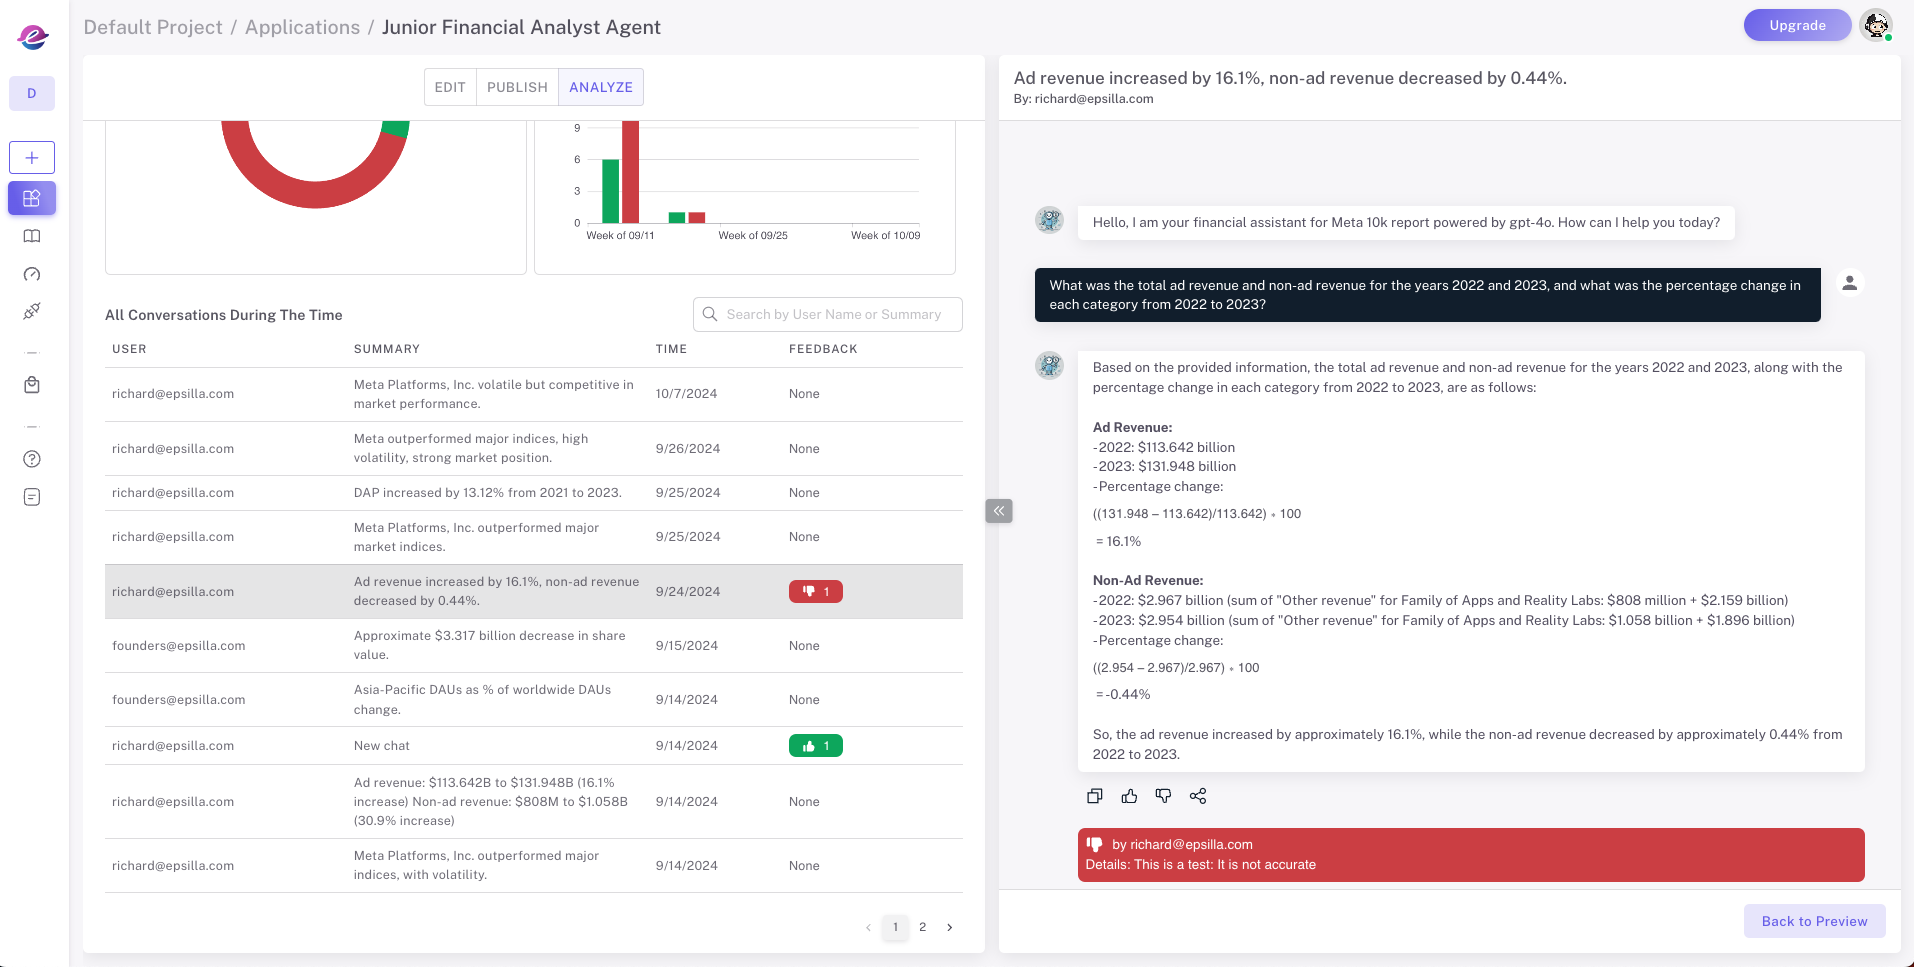 Default Project / Applications / Junior Financial Analyst Agent
Upgrade
D
EDIT PUBLISH ANALYZE
9
6
3
0
Week of 09/11 Week of 09/25 Week of 10/09
All Conversations During The Time
Search by User Name or Summary
USER SUMMARY TIME FEEDBACK
richard@epsilla.com
Meta Platforms, Inc. volatile but competitive in
market performance.
10/7/2024
None
richard@epsilla.com
Meta outperformed major indices, high
volatility, strong market position.
9/26/2024
None
richard@epsilla.com
DAP increased by 13.12% from 2021 to 2023.
9/25/2024
None
richard@epsilla.com
Meta Platforms, Inc. outperformed major
market indices.
9/25/2024
None
richard@epsilla.com
Ad revenue increased by 16.1%, non-ad revenue
decreased by 0.44%.
9/24/2024
1
founders@epsilla.com
Approximate $3.317 billion decrease in share
value.
9/15/2024
None
founders@epsilla.com
Asia-Pacific DAUs as % of worldwide DAUs
change.
9/14/2024
None
richard@epsilla.com
New chat
9/14/2024
1
richard@epsilla.com
Ad revenue: $113.642B to $131.948B (16.1%
increase) Non-ad revenue: $808M to $1.058B
(30.9% increase)
9/14/2024
None
richard@epsilla.com
Meta Platforms, Inc. outperformed major
indices, with volatility.
9/14/2024
None
1 2
Ad revenue increased by 16.1%, non-ad revenue decreased by 0.44%.
By: richard@epsilla.com
Hello, I am your financial assistant for Meta 10k report powered by gpt-4o. How can I help you today?
What was the total ad revenue and non-ad revenue for the years 2022 and 2023, and what was the percentage change in
each category from 2022 to 2023?
Based on the provided information, the total ad revenue and non-ad revenue for the years 2022 and 2023, along with the
percentage change in each category from 2022 to 2023, are as follows:
Ad Revenue:
- 2022: $113.642 billion
- 2023: $131.948 billion
- Percentage change:
((131.948 – 113.642)/113.642) * 100
= 16.1%
Non-Ad Revenue:
- 2022: $2.967 billion (sum of "Other revenue" for Family of Apps and Reality Labs: $808 million + $2.159 billion)
- 2023: $2.954 billion (sum of "Other revenue" for Family of Apps and Reality Labs: $1.058 billion + $1.896 billion)
- Percentage change:
((2.954 – 2.967)/2.967) * 100
= -0.44%
So, the ad revenue increased by approximately 16.1%, while the non-ad revenue decreased by approximately 0.44% from
2022 to 2023.
by richard@epsilla.com
Details: This is a test: It is not accurate
Back to Preview